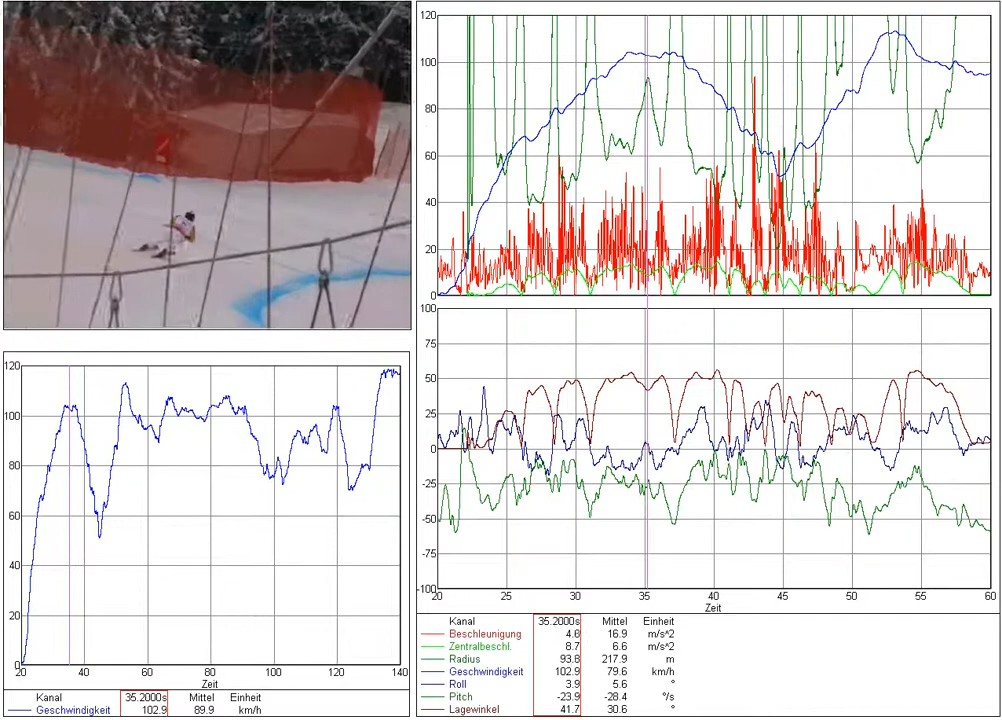 120
100
80
60
40
20
0
20 25 30 35 40 45 50 55 60
Zeit
100
75
50
25
0
-25
-50
-75
-100
120
100
80
60
40
20
0
20 40 60 80 100 120 140
Zeit
Kanal 35.2000s Mittel Einheit
Geschwindigkeit 102.9 89.9 km/h
Kanal 35.2000s Mittel Einheit
Beschleunigung 4.8 16.9 m/s^2
Zentralbeschl. 8.7 6.6 m/s^2
Radius 93.8 217.9 m
Geschwindigkeit 102.9 79.6 km/h
Roll 3.9 5.6 °
Pitch -23.9 -28.4 °/s
Lagewinkel 41.7 30.6 °